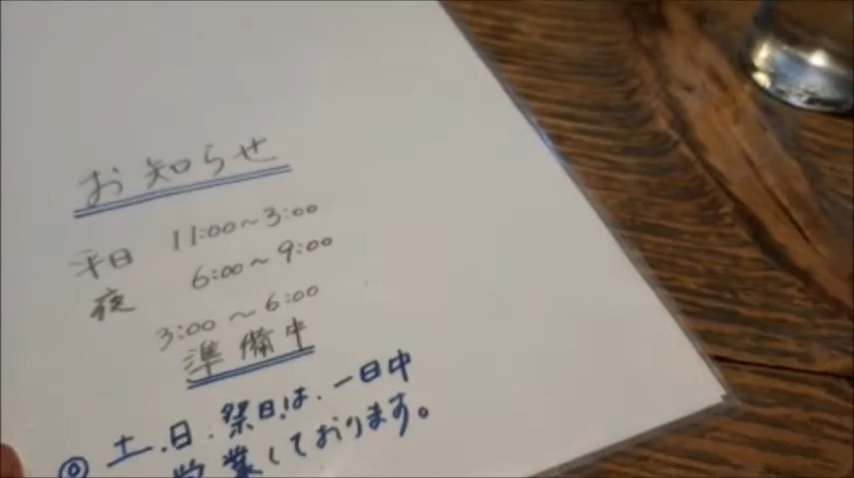 お知らせ
平日 11:00~3:00
夜 6:00~9:00
3:00~6:00
準備中
◎ 土.日.祭日は.一日中
営業しております。